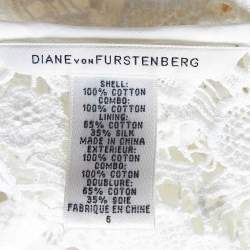 DIANE VON FURSTENBERG
SHELL:
100% COTTON
COMBO:
100% COTTON
LINING:
65% COTTON
35% SILK
MADE IN CHINA
EXTERIEUR:
100% COTON
COMBO:
100% COTON
DOUBLURE:
65% COTON
35% SOIE
FABRIQUE EN CHINE
6